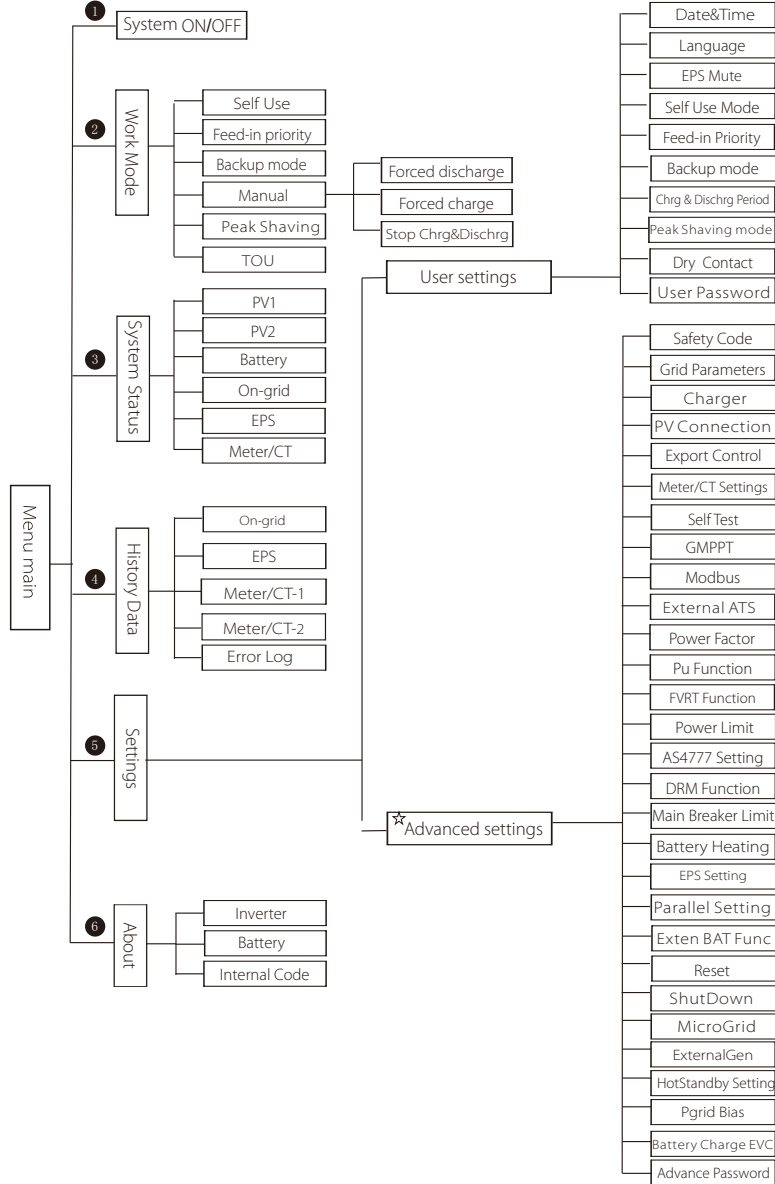 Menu main
1
System ON/OFF
2
Work Mode
Self Use
Feed-in priority
Backup mode
Manual
Peak Shaving
TOU
Forced discharge
Forced charge
Stop Chrg&Dischrg
3
System Status
PV1
PV2
Battery
On-grid
EPS
Meter/CT
4
History Data
On-grid
EPS
Meter/CT-1
Meter/CT-2
Error Log
5
Settings
User settings
Date&Time
Language
EPS Mute
Self Use Mode
Feed-in Priority
Backup mode
Chrg & Dischrg Period
Peak Shaving mode
Dry Contact
User Password
☆Advanced settings
Safety Code
Grid Parameters
Charger
PV Connection
Export Control
Meter/CT Settings
Self Test
GMPPT
Modbus
External ATS
Power Factor
Pu Function
FVRT Function
Power Limit
AS4777 Setting
DRM Function
Main Breaker Limit
Battery Heating
EPS Setting
Parallel Setting
Exten BAT Func
Reset
ShutDown
MicroGrid
ExternalGen
HotStandby Setting
Pgrid Bias
Battery Charge EVC
Advance Password
6
About
Inverter
Battery
Internal Code